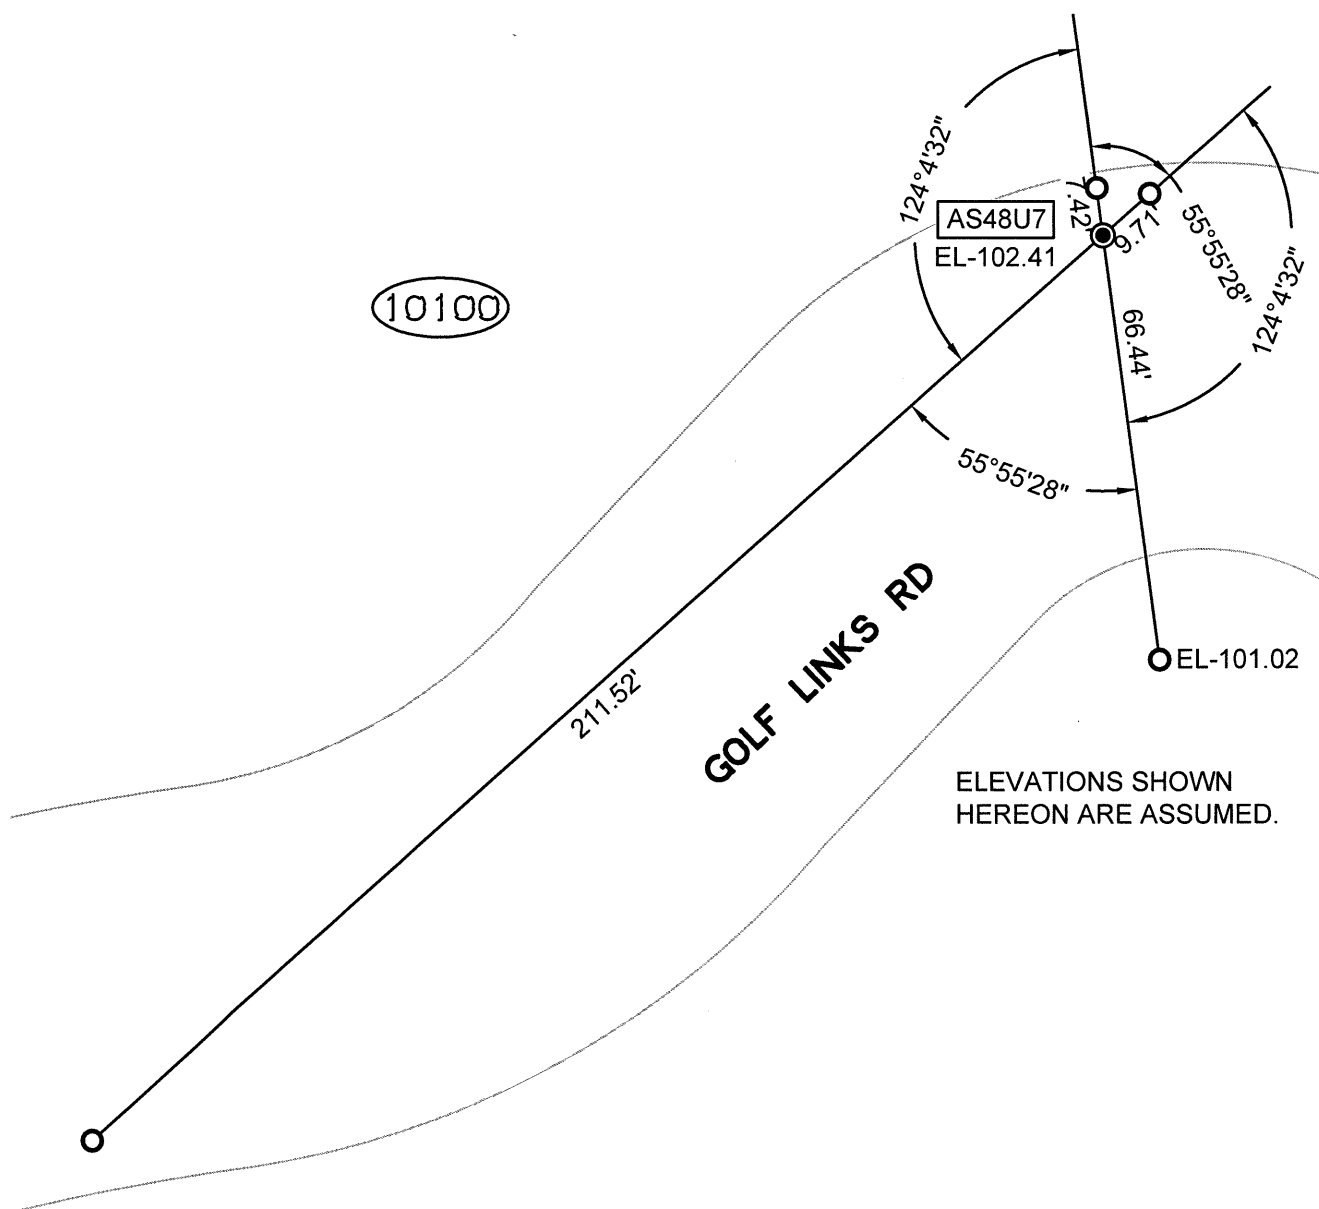 124°4'32"
AS48U7
EL-102.41
9.71'
55°55'28"
124°4'32"
10100
66.44'
55°55'28"
211.52'
GOLF LINKS RD
EL-101.02
ELEVATIONS SHOWN
HEREON ARE ASSUMED.